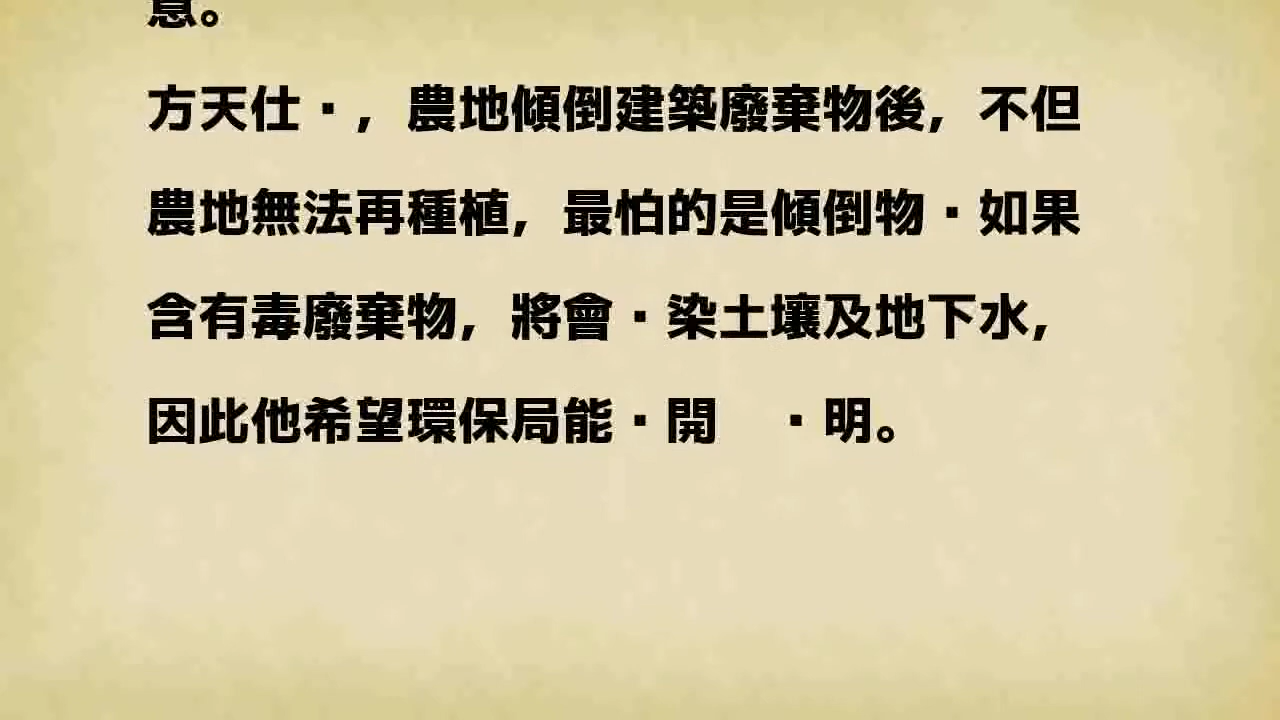 意。
方天仕▪，農地傾倒建築廢棄物後，不但
農地無法再種植，最怕的是傾倒物▪如果
含有毒廢棄物，將會▪染土壤及地下水，
因此他希望環保局能▪開　▪明。